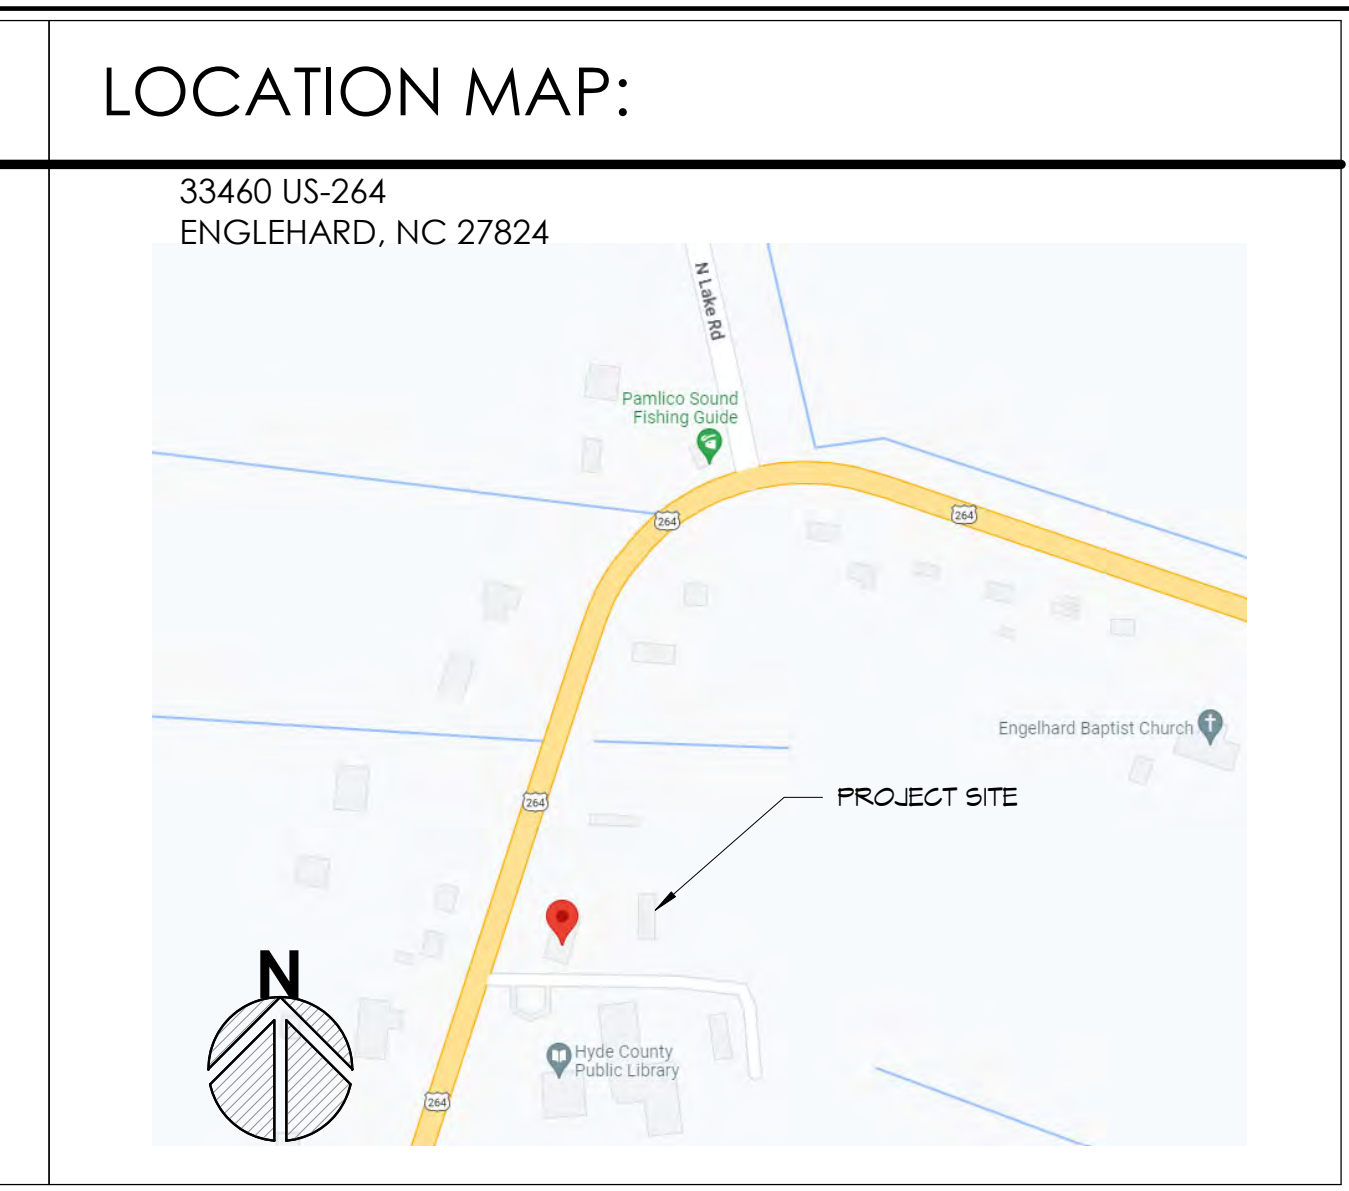 LOCATION MAP:
33460 US-264
ENGLEHARD, NC 27824
N Lake Rd
Pamlico Sound
Fishing Guide
264
264
Engelhard Baptist Church
264
PROJECT SITE
N
Hyde County
Public Library
264